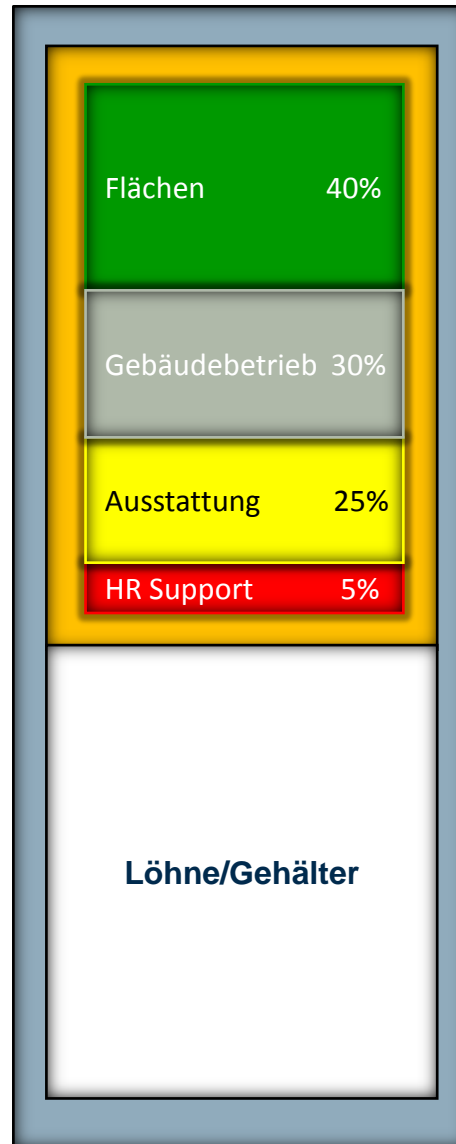 Flächen 40%
Gebäudebetrieb 30%
Ausstattung 25%
HR Support 5%
Löhne/Gehälter